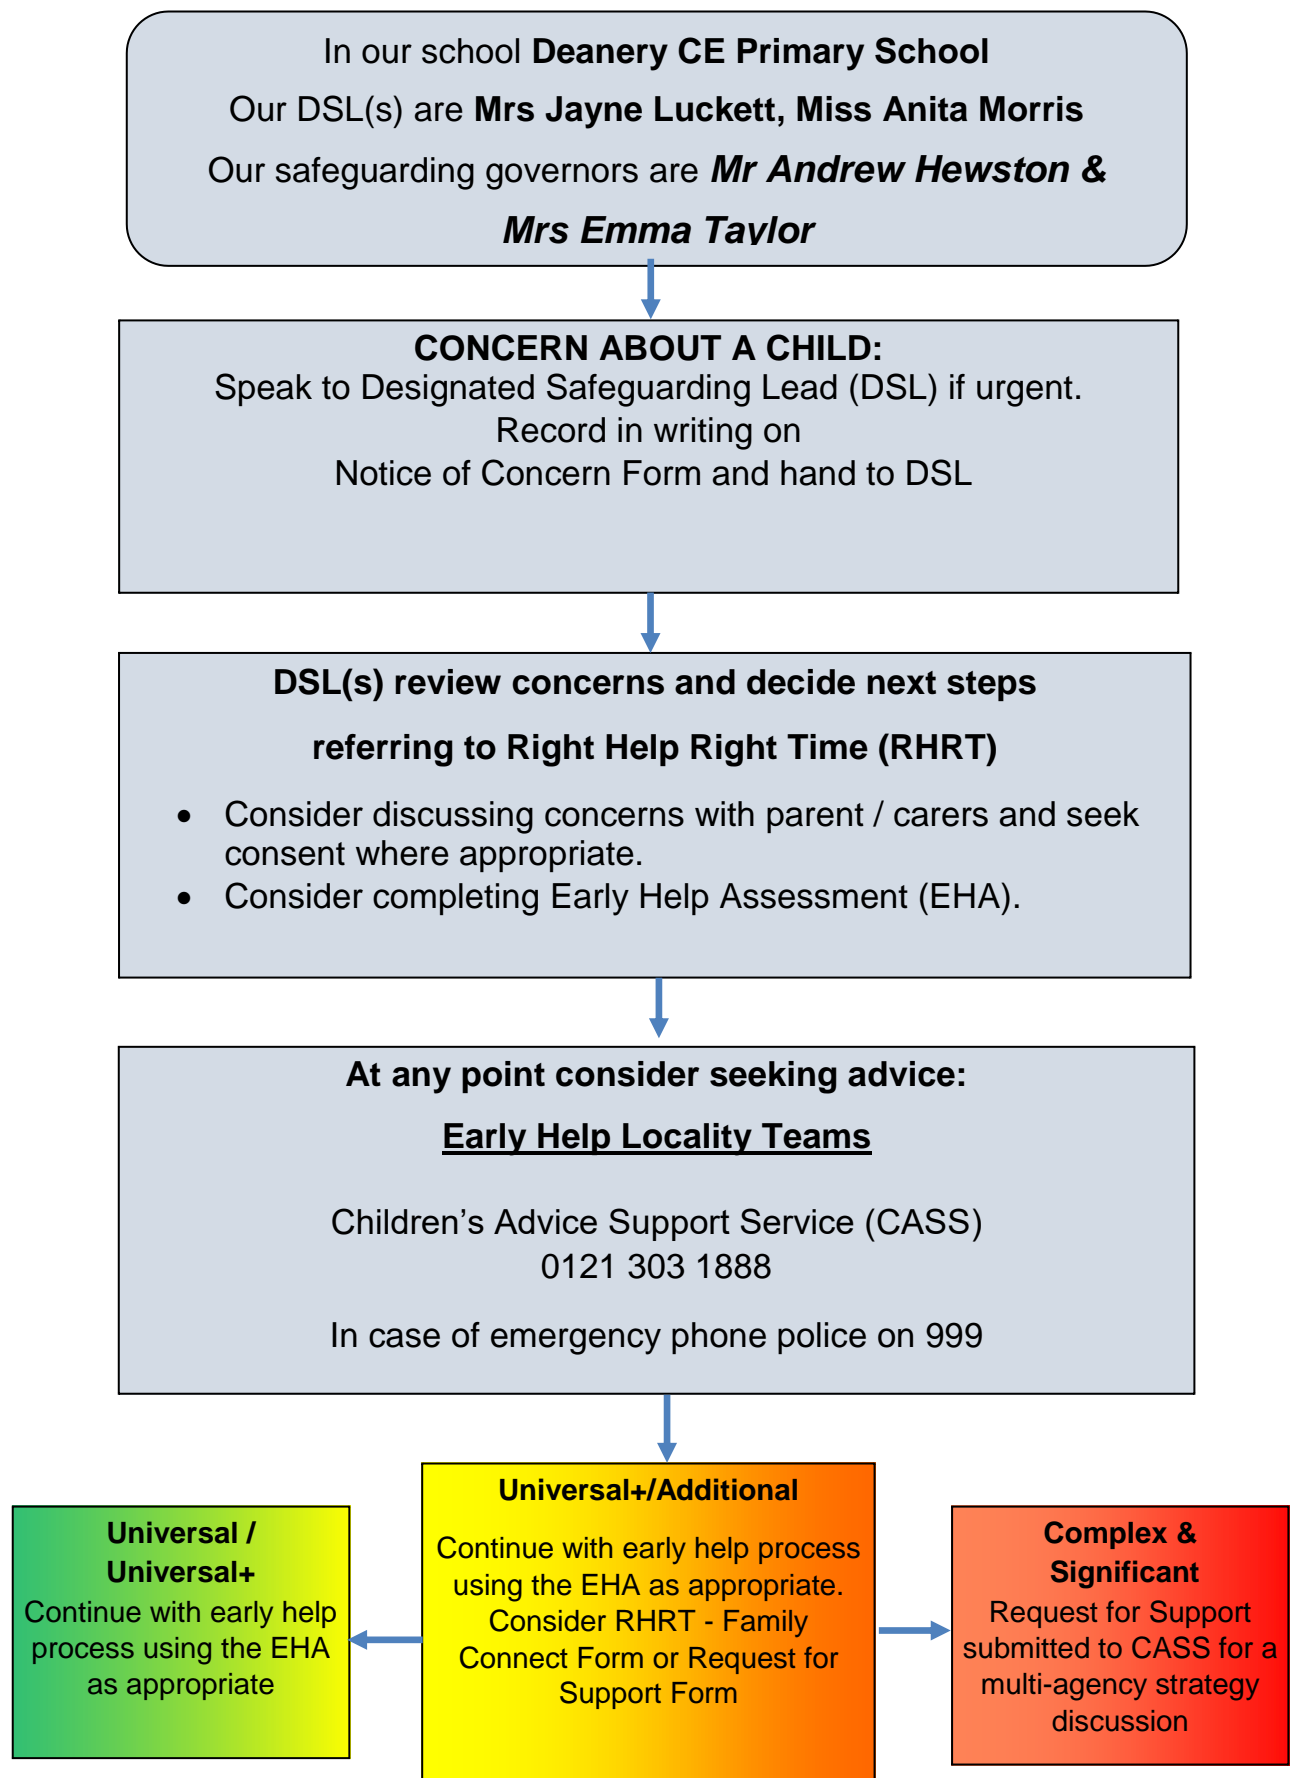 In our school Deanery CE Primary School
Our DSL(s) are Mrs Jayne Luckett, Miss Anita Morris
Our safeguarding governors are Mr Andrew Hewston &
Mrs Emma Taylor
CONCERN ABOUT A CHILD:
Speak to Designated Safeguarding Lead (DSL) if urgent.
Record in writing on
Notice of Concern Form and hand to DSL
DSL(s) review concerns and decide next steps
referring to Right Help Right Time (RHRT)
• Consider discussing concerns with parent / carers and seek
consent where appropriate.
• Consider completing Early Help Assessment (EHA).
At any point consider seeking advice:
Early Help Locality Teams
Children’s Advice Support Service (CASS)
0121 303 1888
In case of emergency phone police on 999
Universal /
Universal+
Continue with early help
process using the EHA
as appropriate
Universal+/Additional
Continue with early help process
using the EHA as appropriate.
Consider RHRT - Family
Connect Form or Request for
Support Form
Complex &
Significant
Request for Support
submitted to CASS for a
multi-agency strategy
discussion